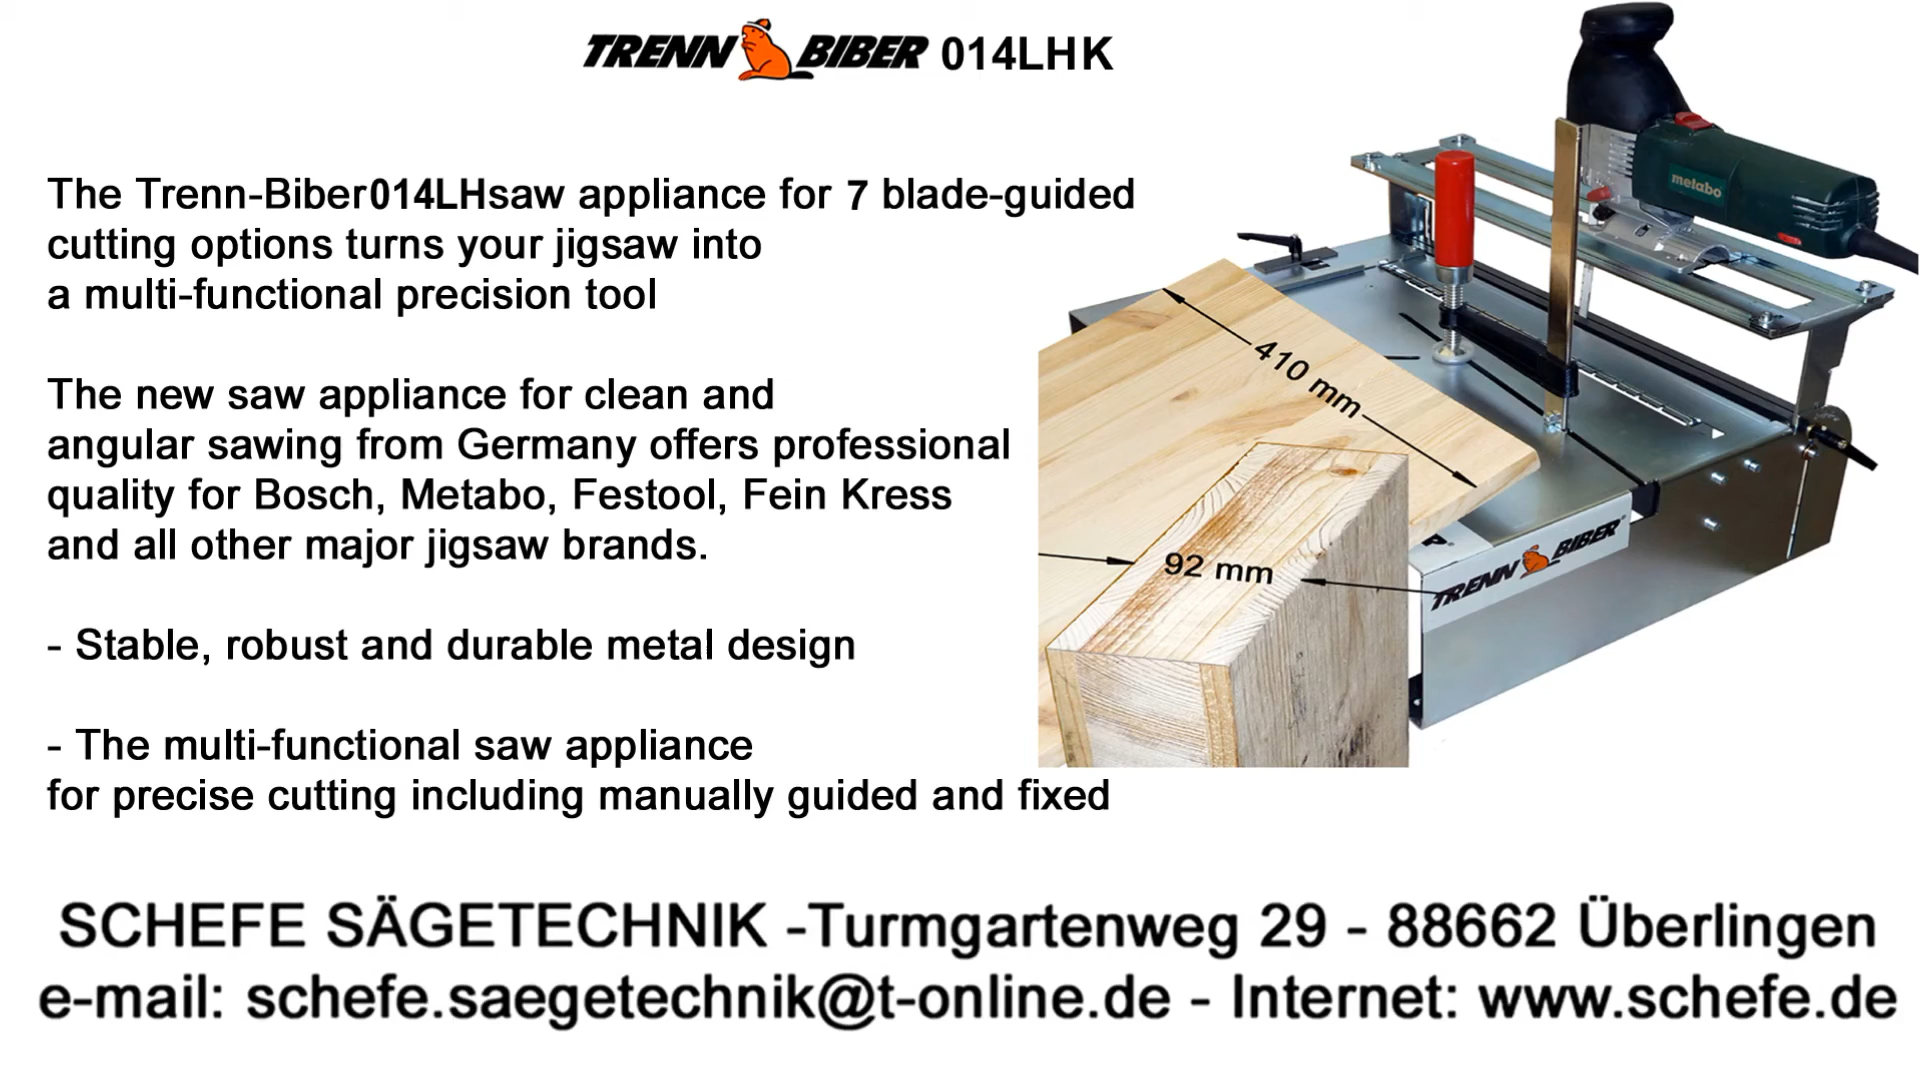 TRENN BIBER 014LHK
The Trenn-Biber014LHsaw appliance for 7 blade-guided
cutting options turns your jigsaw into
a multi-functional precision tool
The new saw appliance for clean and
angular sawing from Germany offers professional
quality for Bosch, Metabo, Festool, Fein Kress
and all other major jigsaw brands.
- Stable, robust and durable metal design
- The multi-functional saw appliance
for precise cutting including manually guided and fixed
metabo
410 mm
92 mm
TRENN BIBER
SCHEFE SÄGETECHNIK -Turmgartenweg 29 - 88662 Überlingen
e-mail: schefe.saegetechnik@t-online.de - Internet: www.schefe.de